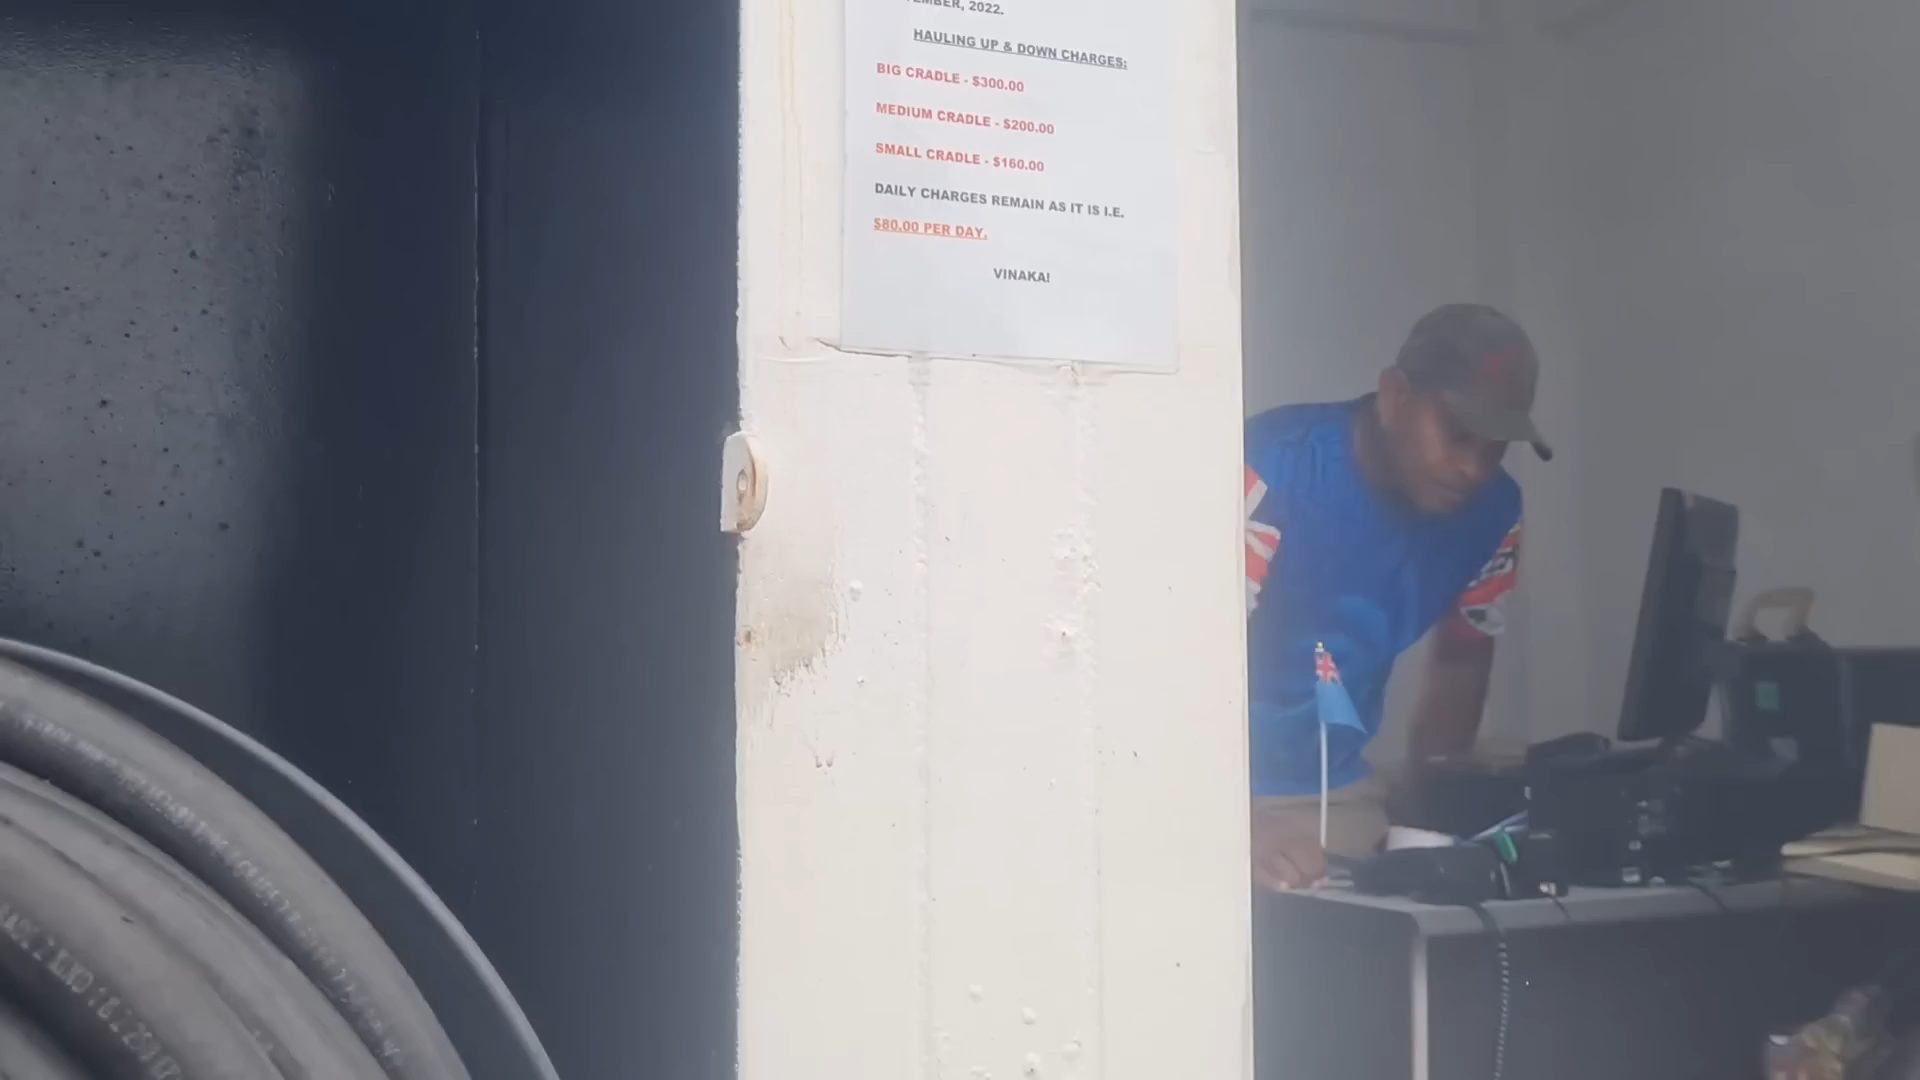 2022.
HAULING UP & DOWN CHARGES:
BIG CRADLE - $300.00
MEDIUM CRADLE - $200.00
SMALL CRADLE - $160.00
DAILY CHARGES REMAIN AS IT IS I.E.
$80.00 PER DAY.
VINAKA!